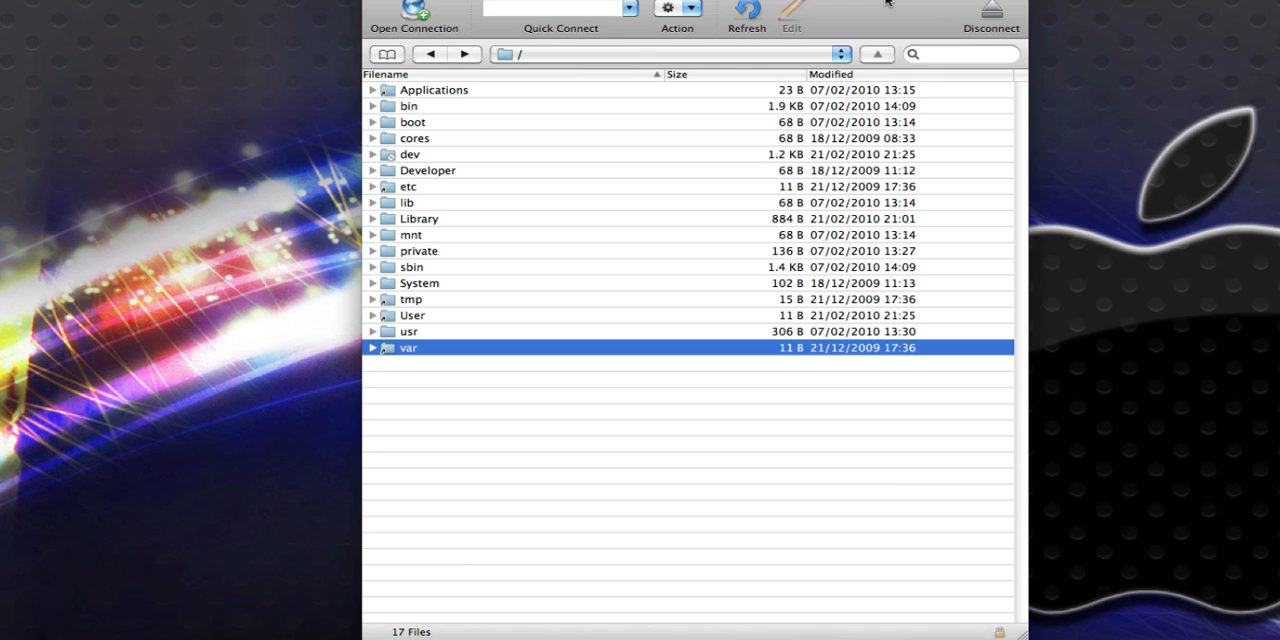 Open Connection Quick Connect Action Refresh Edit Disconnect
/
Filename Size Modified
Applications 23 B 07/02/2010 13:15
bin 1.9 KB 07/02/2010 14:09
boot 68 B 07/02/2010 13:14
cores 68 B 18/12/2009 08:33
dev 1.2 KB 21/02/2010 21:25
Developer 68 B 18/12/2009 11:12
etc 11 B 21/12/2009 17:36
lib 68 B 07/02/2010 13:14
Library 884 B 21/02/2010 21:01
mnt 68 B 07/02/2010 13:14
private 136 B 07/02/2010 13:27
sbin 1.4 KB 07/02/2010 14:09
System 102 B 18/12/2009 11:13
tmp 15 B 21/12/2009 17:36
User 11 B 21/02/2010 21:25
usr 306 B 07/02/2010 13:30
var 11 B 21/12/2009 17:36
17 Files